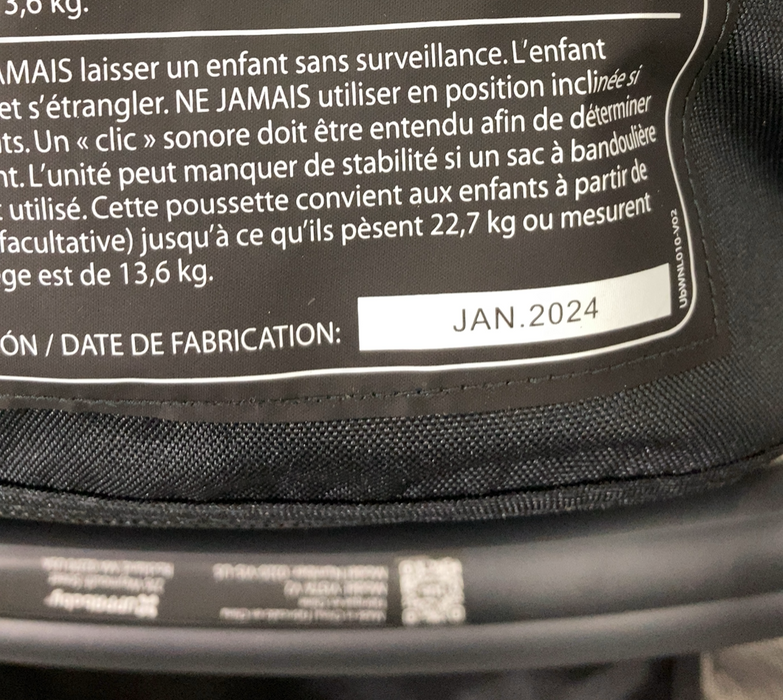 3,6 kg.
AMAIS laisser un enfant sans surveillance. L'enfant
et s'étrangler. NE JAMAIS utiliser en position inclinée si
ts. Un « clic » sonore doit être entendu afin de déterminer
nt. L'unité peut manquer de stabilité si un sac à bandoulière
t utilisé. Cette poussette convient aux enfants à partir de
facultative) jusqu'à ce qu'ils pèsent 22,7 kg ou mesurent
ge est de 13,6 kg.
UbWNL010-V02
ÓN / DATE DE FABRICATION: JAN.2024